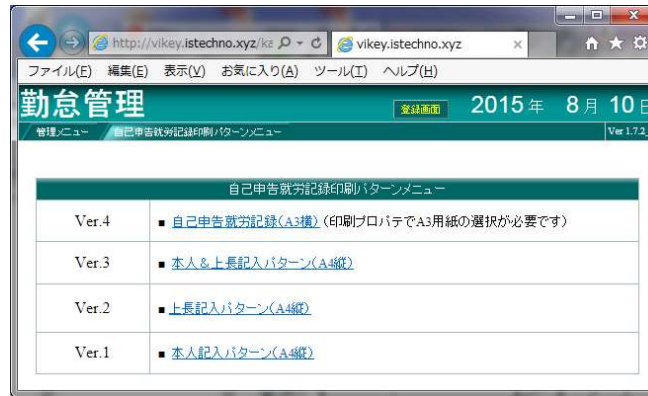 http://vikey.istechno.xyz/ka
vikey.istechno.xyz
ファイル(F) 編集(E) 表示(V) お気に入り(A) ツール(T) ヘルプ(H)
勤怠管理 登録画面 2015年 8月 10日
管理メニュー 自己申告就労記録印刷パターンメニュー Ver 1.7.2
自己申告就労記録印刷パターンメニュー
Ver.4 ■ 自己申告就労記録(A3横) (印刷プロパテでA3用紙の選択が必要です)
Ver.3 ■ 本人＆上長記入パターン(A4縦)
Ver.2 ■ 上長記入パターン(A4縦)
Ver.1 ■ 本人記入パターン(A4縦)